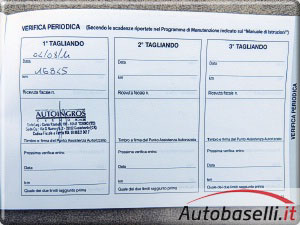 VERIFICA PERIODICA (Secondo le scadenze riportate nel Programma di Manutenzione indicato sul "Manuale di Istruzioni")
1° TAGLIANDO
Data
km
16845
Ricevuta fiscale n.
AUTOINGROS
Timbro e firma del Punto Assistenza Autorizzato
Prossima verifica entro:
Data
km
Quale dei due limiti raggiunto prima
2° TAGLIANDO
Data
km
Ricevuta fiscale n.
Timbro e firma del Punto Assistenza Autorizzato
Prossima verifica entro:
Data
km
Quale dei due limiti raggiunto prima
3° TAGLIANDO
Data
km
Ricevuta fiscale n.
Timbro e firma del Punto Assistenza Autorizzato
Prossima verifica entro:
Data
km
Quale dei due limiti raggiunto prima
VERIFICA PERIODICA
Autobaselli.it